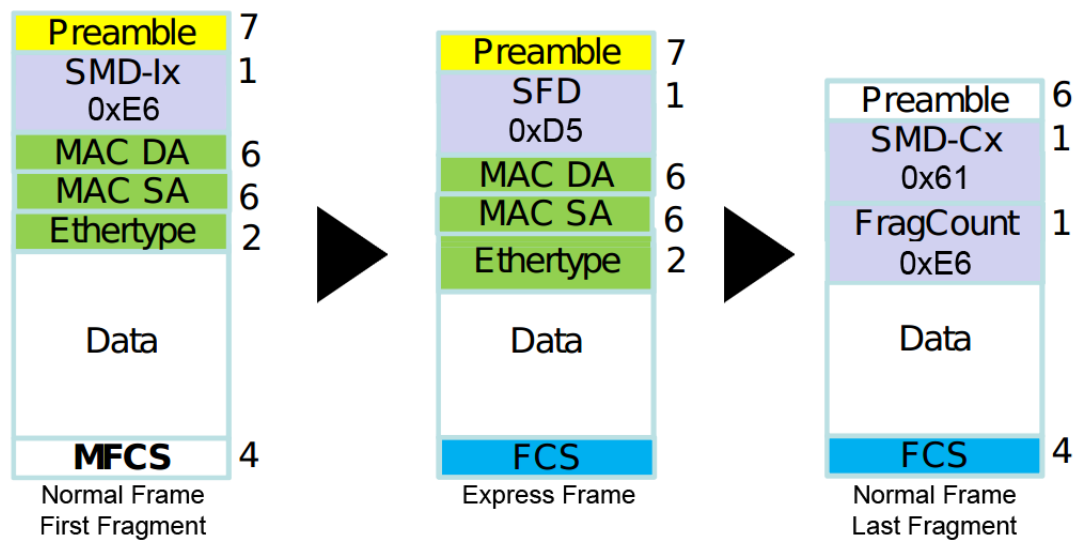 Preamble 7
SMD-Ix 1
0xE6
MAC DA 6
MAC SA 6
Ethertype 2
Data
MFCS 4
Normal Frame
First Fragment
Preamble 7
SFD 1
0xD5
MAC DA 6
MAC SA 6
Ethertype 2
Data
FCS
Express Frame
Preamble 6
SMD-Cx 1
0x61
FragCount 1
0xE6
Data
FCS 4
Normal Frame
Last Fragment